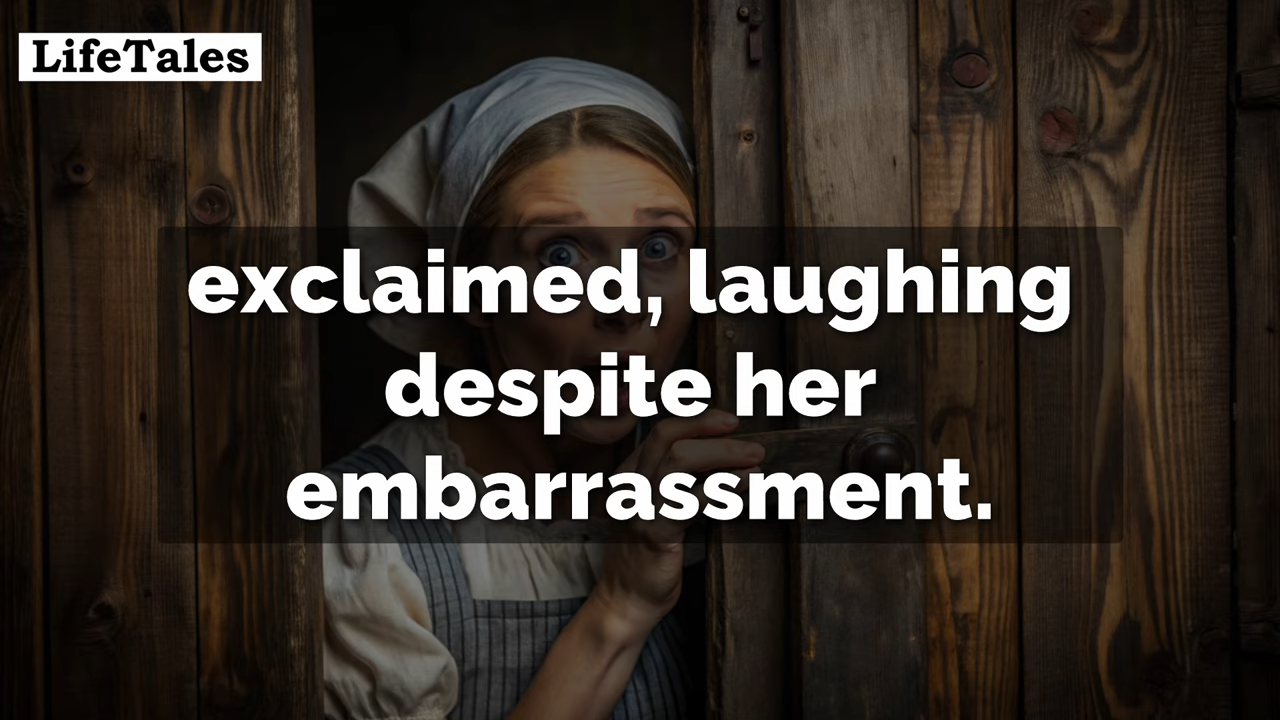 LifeTales
exclaimed, laughing
despite her
embarrassment.